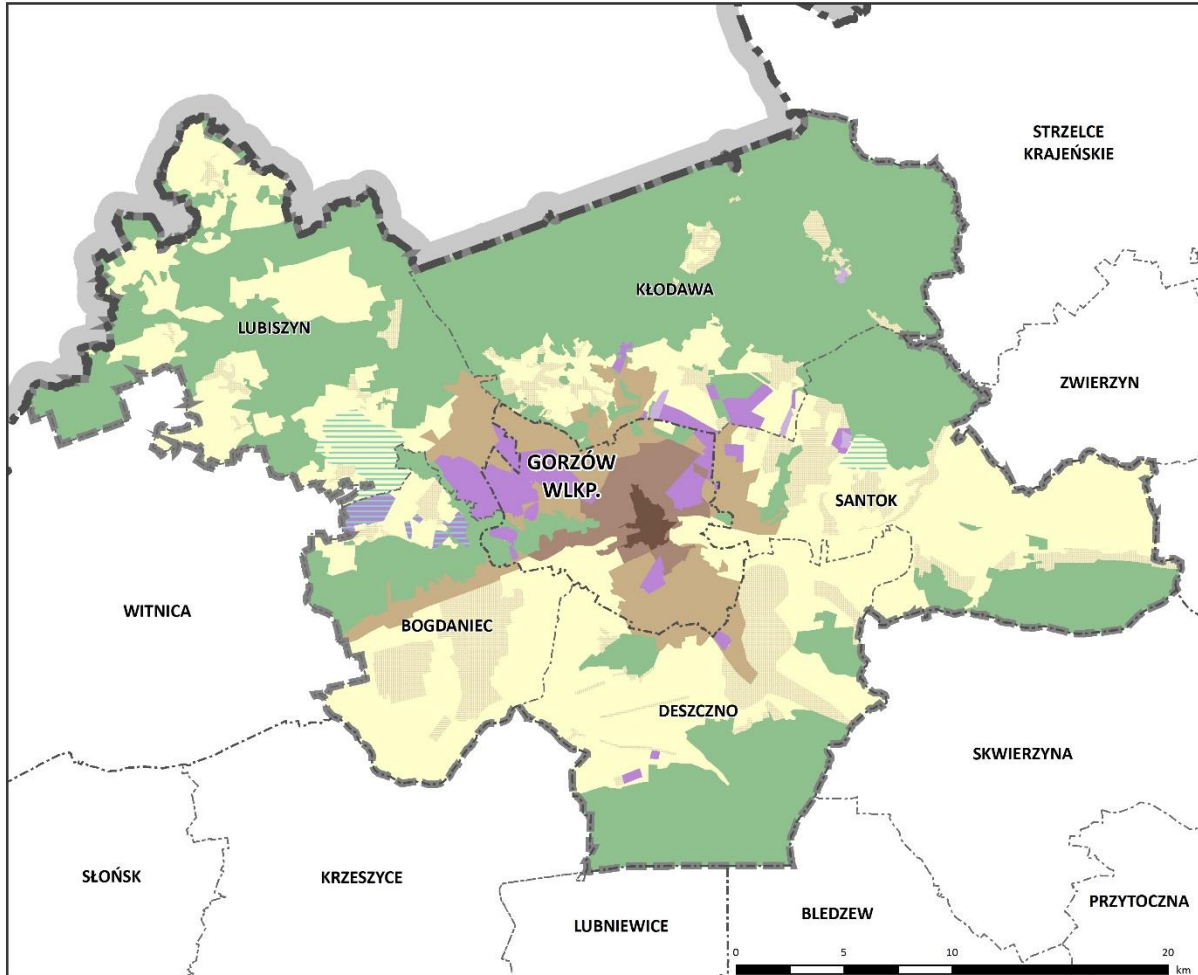 STRZELCE
KRAJEŃSKIE
KŁODAWA
LUBISZYN
ZWIERZYN
GORZÓW
WLKP.
SANTOK
WITNICA
BOGDANIEC
DESZCZNO
SKWIERZYNA
SŁOŃSK
KRZESZYCE
LUBNIEWICE
BLEDZEW
PRZYTOCZNA
0 5 10 20
km